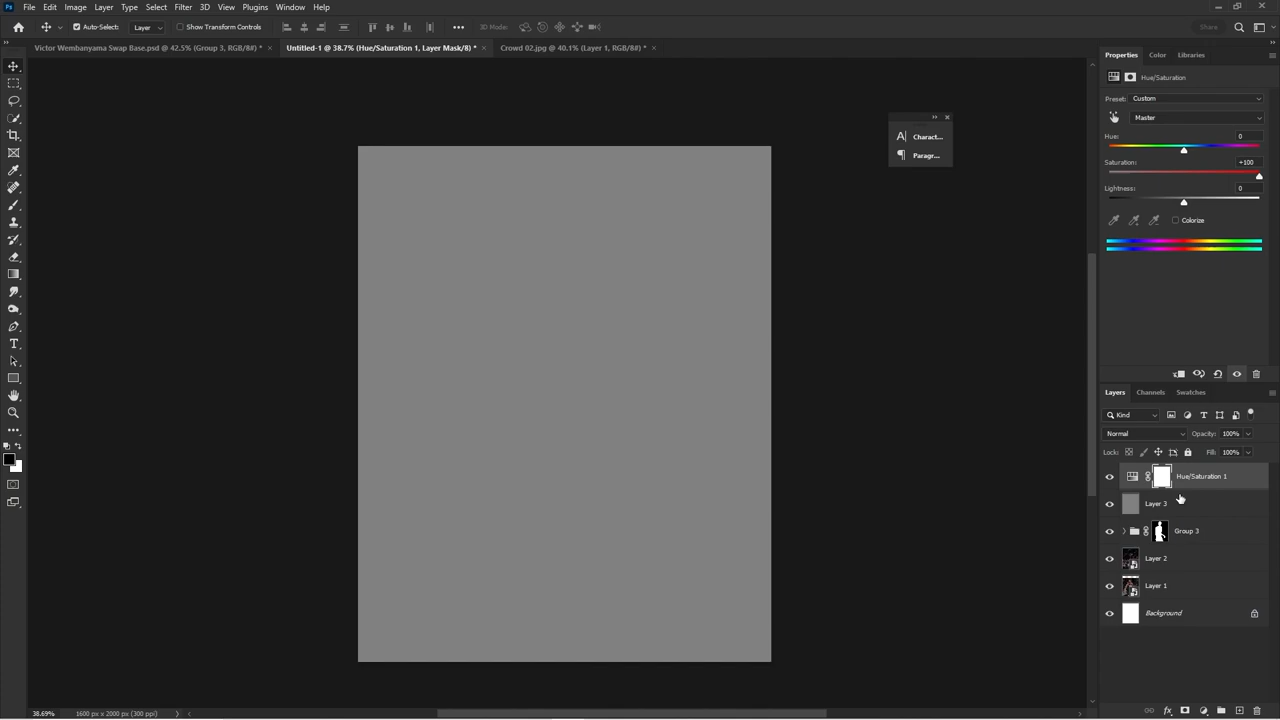 Ps File Edit Image Layer Type Select Filter 3D View Plugins Window Help
Auto-Select: Layer Show Transform Controls 3D Mode: Share
Victor Wembanyama Swap Base.psd @ 42.5% (Group 3, RGB/8#) * × Untitled-1 @ 38.7% (Hue/Saturation 1, Layer Mask/8) * × Crowd 02.jpg @ 40.1% (Layer 1, RGB/8#) * ×
Properties Color Libraries
Hue/Saturation
Preset: Custom
Master
Hue: 0
Saturation: +100
Lightness: 0
Colorize
A| Charact...
¶ Paragr...
Layers Channels Swatches
Kind
Normal Opacity: 100%
Lock: Fill: 100%
Hue/Saturation 1
Layer 3
Group 3
Layer 2
Layer 1
Background
38.69% 1600 px x 2000 px (300 ppi)